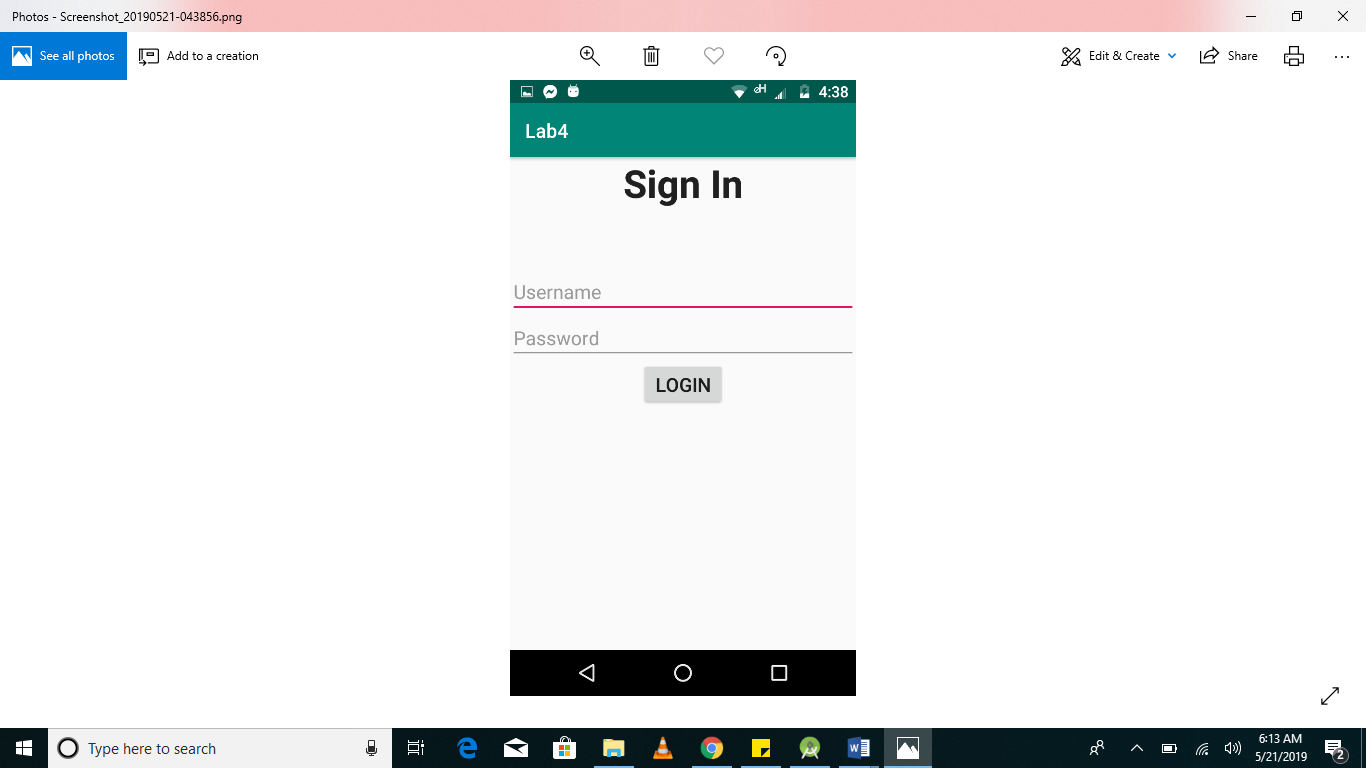 Photos - Screenshot_20190521-043856.png
See all photos
Add to a creation
Edit & Create
Share
4:38
Lab4
Sign In
Username
Password
LOGIN
Type here to search
6:13 AM
5/21/2019
2